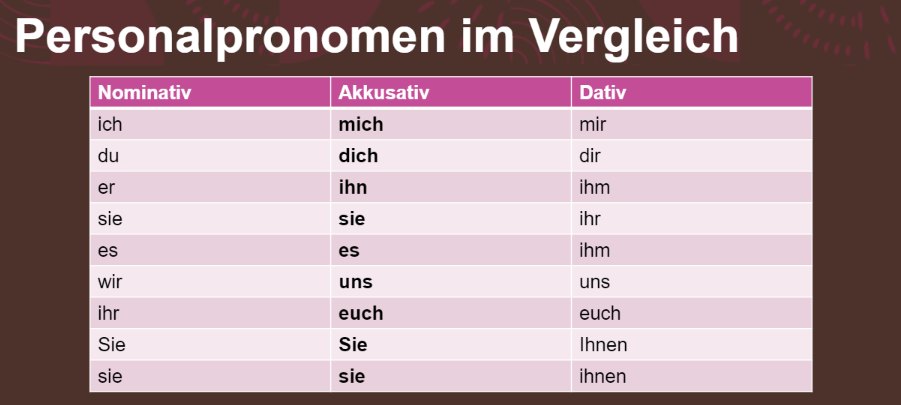 Personalpronomen im Vergleich
Nominativ Akkusativ Dativ
ich mich mir
du dich dir
er ihn ihm
sie sie ihr
es es ihm
wir uns uns
ihr euch euch
Sie Sie Ihnen
sie sie ihnen